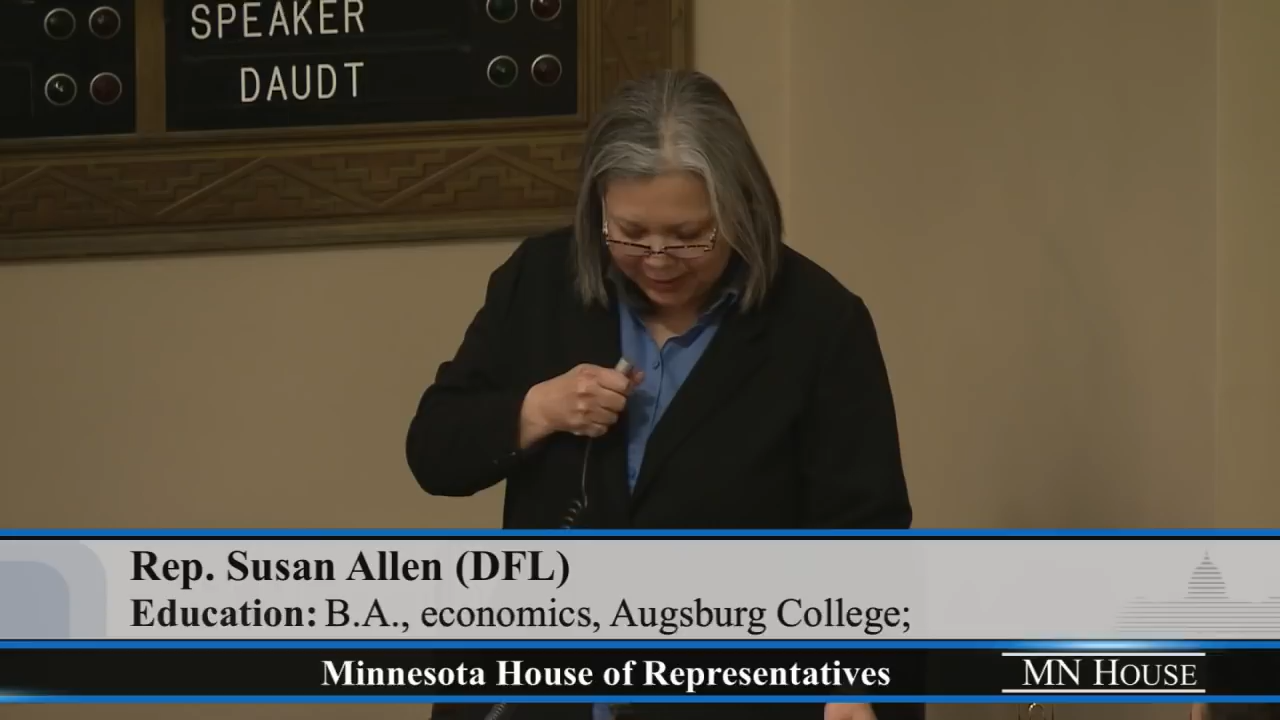 SPEAKER
DAUDT
Rep. Susan Allen (DFL)
Education: B.A., economics, Augsburg College;
Minnesota House of Representatives
MN HOUSE